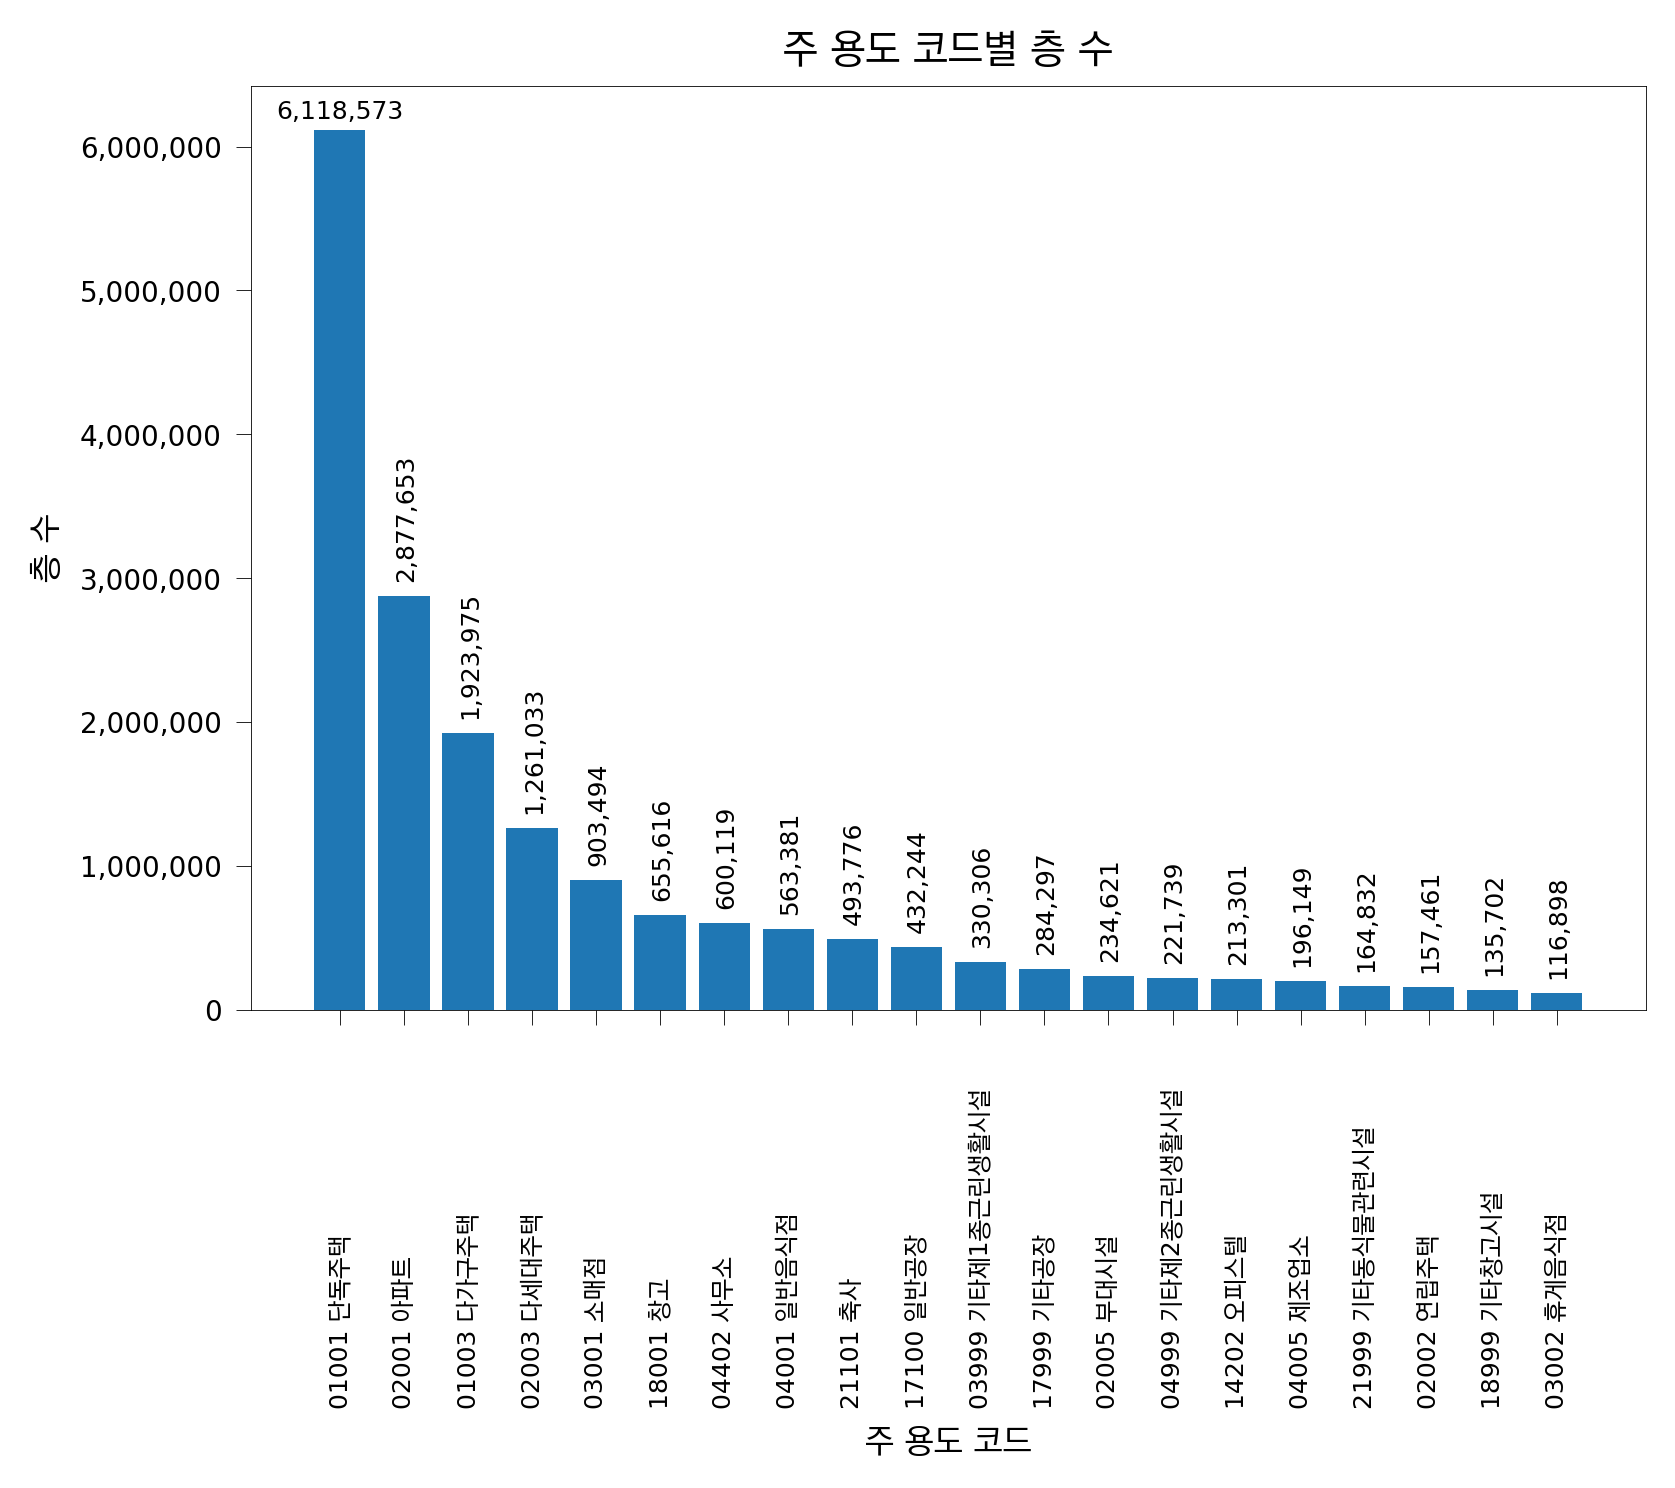 주 용도 코드별 층 수
6,118,573
2,877,653
1,923,975
1,261,033
903,494
655,616
600,119
563,381
493,776
432,244
330,306
284,297
234,621
221,739
213,301
196,149
164,832
157,461
135,702
116,898
층 수
6,000,000
5,000,000
4,000,000
3,000,000
2,000,000
1,000,000
0
01001 단독주택
02001 아파트
01003 다가구주택
02003 다세대주택
03001 소매점
18001 창고
04402 사무소
04001 일반음식점
21101 축사
17100 일반공장
03999 기타제1종근린생활시설
17999 기타공장
02005 부대시설
04999 기타제2종근린생활시설
14202 오피스텔
04005 제조업소
21999 기타동식물관련시설
02002 연립주택
18999 기타창고시설
03002 휴게음식점
주 용도 코드